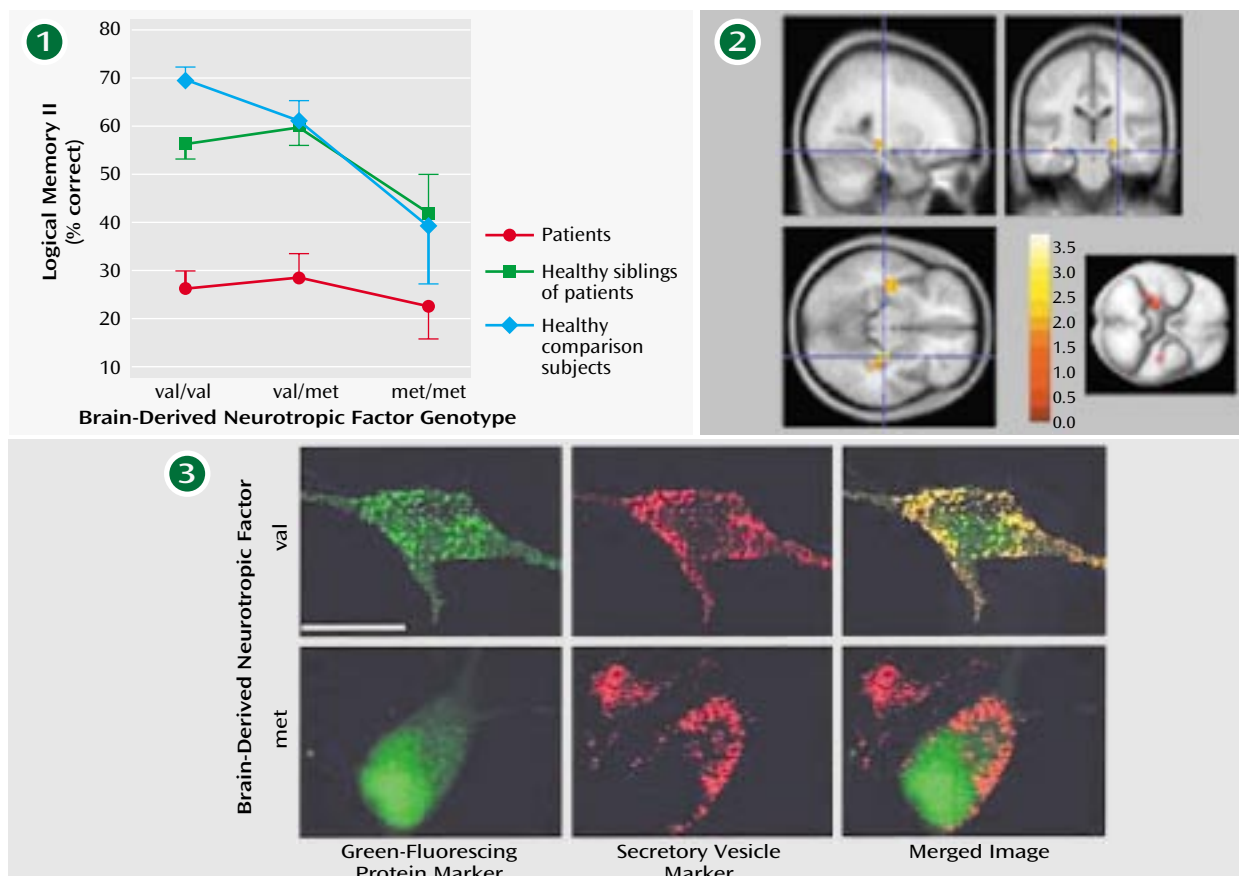 1
80
70
60
50
40
30
20
10
Logical Memory II
(% correct)
val/val val/met met/met
Brain-Derived Neurotropic Factor Genotype
Patients
Healthy siblings
of patients
Healthy
comparison
subjects
2
3.5
3.0
2.5
2.0
1.5
1.0
0.5
0.0
3
Brain-Derived Neurotropic Factor
val
met
Green-Fluorescing
Protein Marker
Secretory Vesicle
Marker
Merged Image